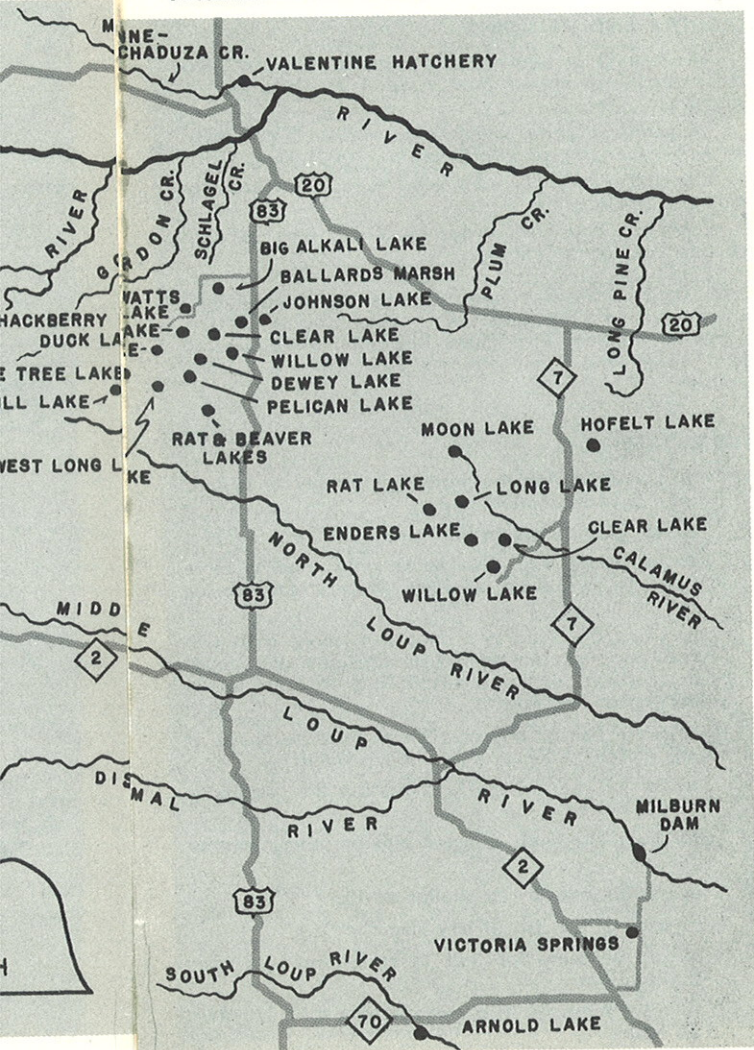 MINNE-
CHADUZA CR.
VALENTINE HATCHERY
RIVER
20
83
RIVER
GORDON CR.
SCHLAGEL
CR.
PLUM CR.
LONG PINE CR.
BIG ALKALI LAKE
BALLARDS MARSH
WATTS
LAKE
JOHNSON LAKE
HACKBERRY LAKE
20
DUCK LAKE
CLEAR LAKE
WILLOW LAKE
E TREE LAKE
DEWEY LAKE
7
ILL LAKE
PELICAN LAKE
HOFELT LAKE
MOON LAKE
RAT & BEAVER
LAKES
WEST LONG LAKE
RAT LAKE
LONG LAKE
ENDERS LAKE
CLEAR LAKE
NORTH
CALAMUS
RIVER
WILLOW LAKE
83
MIDDLE
7
LOUP RIVER
2
LOUP
DISMAL
RIVER
RIVER
MILBURN
DAM
2
83
VICTORIA SPRINGS
H
SOUTH LOUP RIVER
70
ARNOLD LAKE